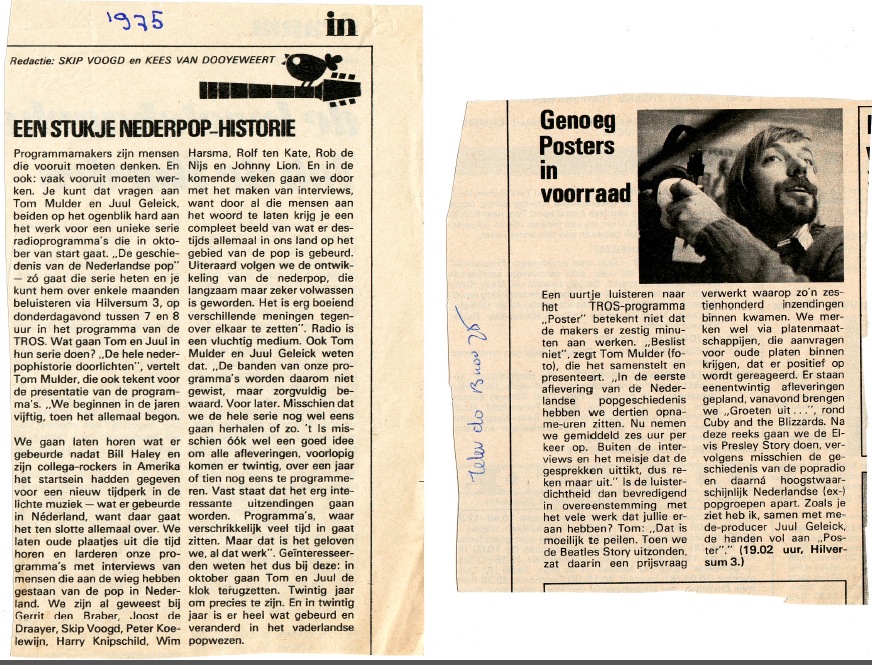 1975
in
Redactie: SKIP VOOGD en KEES VAN DOOYEWEERT
EEN STUKJE NEDERPOP-HISTORIE
Programmamakers zijn mensen
die vooruit moeten denken. En
ook: vaak vooruit moeten wer-
ken. Je kunt dat vragen aan
Tom Mulder en Juul Geleick,
beiden op het ogenblik hard aan
het werk voor een unieke serie
radioprogramma's die in okto-
ber van start gaat. „De geschie-
denis van de Nederlandse pop"
— zó gaat die serie heten en je
kunt hem over enkele maanden
beluisteren via Hilversum 3, op
donderdagavond tussen 7 en 8
uur in het programma van de
TROS. Wat gaan Tom en Juul in
hun serie doen? „De hele neder-
pophistorie doorlichten", vertelt
Tom Mulder, die ook tekent voor
de presentatie van de program-
ma's. „We beginnen in de jaren
vijftig, toen het allemaal begon.
We gaan laten horen wat er
gebeurde nadat Bill Haley en
zijn collega-rockers in Amerika
het startsein hadden gegeven
voor een nieuw tijdperk in de
lichte muziek — wat er gebeurde
in Néderland, want daar gaat
het ten slotte allemaal over. We
laten oude plaatjes uit die tijd
horen en larderen onze pro-
gramma's met interviews van
mensen die aan de wieg hebben
gestaan van de pop in Neder-
land. We zijn al geweest bij
Gerrit den Braber, Joost de
Draayer, Skip Voogd, Peter Koe-
lewijn, Harry Knipschild, Wim
Harsma, Rolf ten Kate, Rob de
Nijs en Johnny Lion. En in de
komende weken gaan we door
met het maken van interviews,
want door al die mensen aan
het woord te laten krijg je een
compleet beeld van wat er des-
tijds allemaal in ons land op het
gebied van de pop is gebeurd.
Uiteraard volgen we de ontwik-
keling van de nederpop, die
langzaam maar zeker volwassen
is geworden. Het is erg boeiend
verschillende meningen tegen-
over elkaar te zetten". Radio is
een vluchtig medium. Ook Tom
Mulder en Juul Geleick weten
dat. „De banden van onze pro-
gramma's worden daarom niet
gewist, maar zorgvuldig be-
waard. Voor later. Misschien dat
we de hele serie nog wel eens
gaan herhalen of zo. 't Is mis-
schien óók wel een goed idee
om alle afleveringen, voorlopig
komen er twintig, over een jaar
of tien nog eens te programme-
ren. Vast staat dat het erg inte-
ressante uitzendingen gaan
worden. Programma's, waar
verschrikkelijk veel tijd in gaat
zitten. Maar dat is het geloven
we, al dat werk". Geïnteresseer-
den weten het dus bij deze: in
oktober gaan Tom en Juul de
klok terugzetten. Twintig jaar
om precies te zijn. En in twintig
jaar is er heel wat gebeurd en
veranderd in het vaderlandse
popwezen.
Genoeg
Posters
in
voorraad
Een uurtje luisteren naar
het TROS-programma
„Poster" betekent niet dat
de makers er zestig minu-
ten aan werken. „Beslist
niet", zegt Tom Mulder (fo-
to), die het samenstelt en
presenteert. „In de eerste
aflevering van de Neder-
landse popgeschiedenis
hebben we dertien opna-
me-uren zitten. Nu nemen
we gemiddeld zes uur per
keer op. Buiten de inter-
views en het meisje dat de
gesprekken uittikt, dus re-
ken maar uit." Is de luister-
dichtheid dan bevredigend
in overeenstemming met
het vele werk dat jullie er-
aan hebben? Tom: „Dat is
moeilijk te peilen. Toen we
de Beatles Story uitzonden,
zat daarin een prijsvraag
verwerkt waarop zo'n zes-
tienhonderd inzendingen
binnen kwamen. We mer-
ken wel via platenmaat-
schappijen, die aanvragen
voor oude platen binnen
krijgen, dat er positief op
wordt gereageerd. Er staan
eenentwintig afleveringen
gepland, vanavond brengen
we „Groeten uit . . .", rond
Cuby and the Blizzards. Na
deze reeks gaan we de El-
vis Presley Story doen, ver-
volgens misschien de ge-
schiedenis van de popradio
en daarná hoogstwaar-
schijnlijk Nederlandse (ex-)
popgroepen apart. Zoals je
ziet heb ik, samen met me-
de-producer Juul Geleick,
de handen vol aan „Pos-
ter"." (19.02 uur, Hilver-
sum 3.)